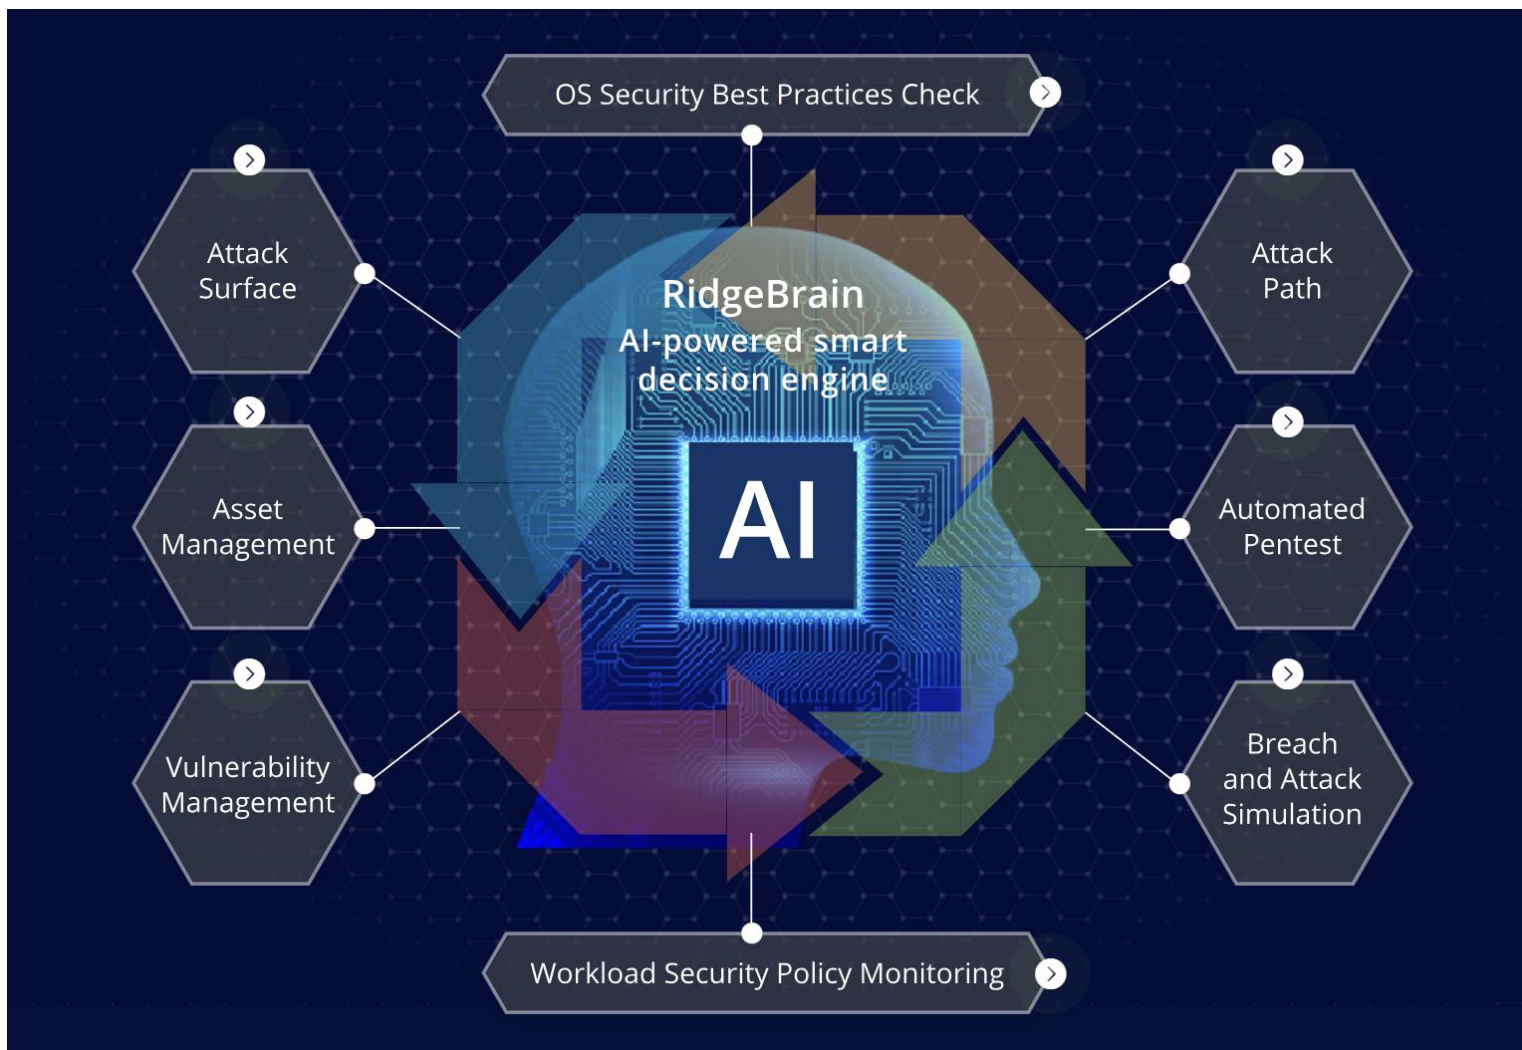 OS Security Best Practices Check
Attack
Surface
Attack
Path
RidgeBrain
AI-powered smart
decision engine
AI
Asset
Management
Automated
Pentest
Vulnerability
Management
Breach
and Attack
Simulation
Workload Security Policy Monitoring